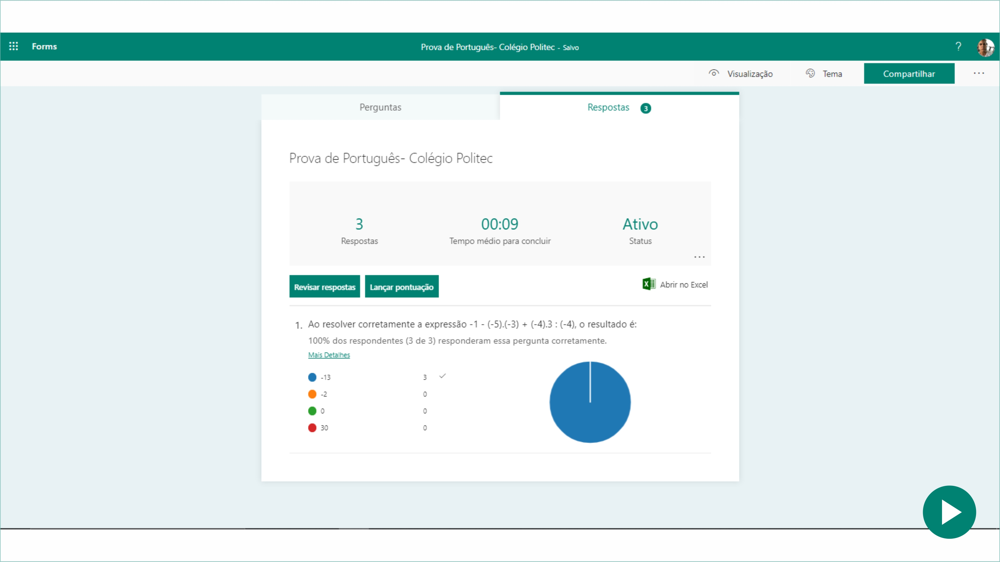 Forms
Prova de Português- Colégio Politec - Salvo
?
Visualização
Tema
Compartilhar
...
Perguntas
Respostas 3
Prova de Português- Colégio Politec
3
Respostas
00:09
Tempo médio para concluir
Ativo
Status
...
Revisar respostas
Lançar pontuação
Abrir no Excel
1. Ao resolver corretamente a expressão -1 - (-5).(-3) + (-4).3 : (-4), o resultado é:
100% dos respondentes (3 de 3) responderam essa pergunta corretamente.
Mais Detalhes
-13 3
-2 0
0 0
30 0